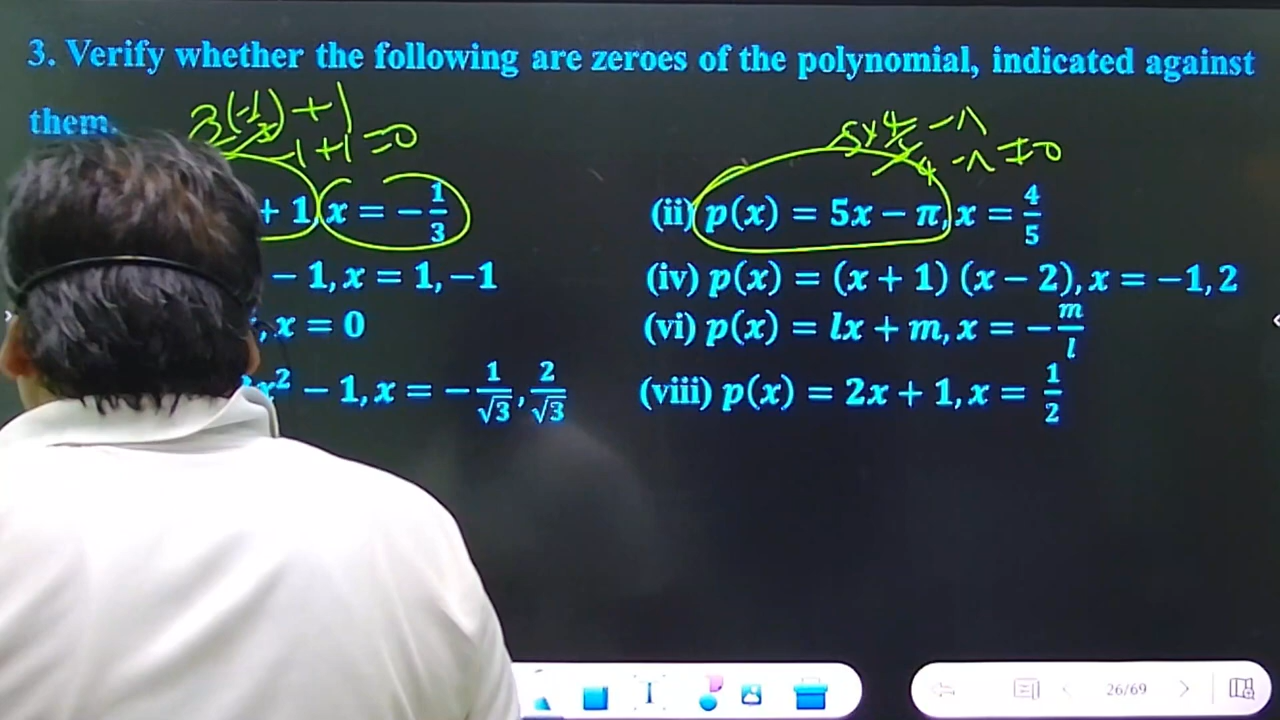 3. Verify whether the following are zeroes of the polynomial, indicated against
them.
3(-1/3) + 1
-1 + 1 = 0
5 × 4/5 - π
4 - π ≠ 0
+ 1, x = -1/3
(ii) p(x) = 5x - π, x = 4/5
- 1, x = 1, -1
(iv) p(x) = (x + 1) (x - 2), x = -1, 2
, x = 0
(vi) p(x) = lx + m, x = -m/l
x² - 1, x = -1/√3, 2/√3
(viii) p(x) = 2x + 1, x = 1/2
26/69